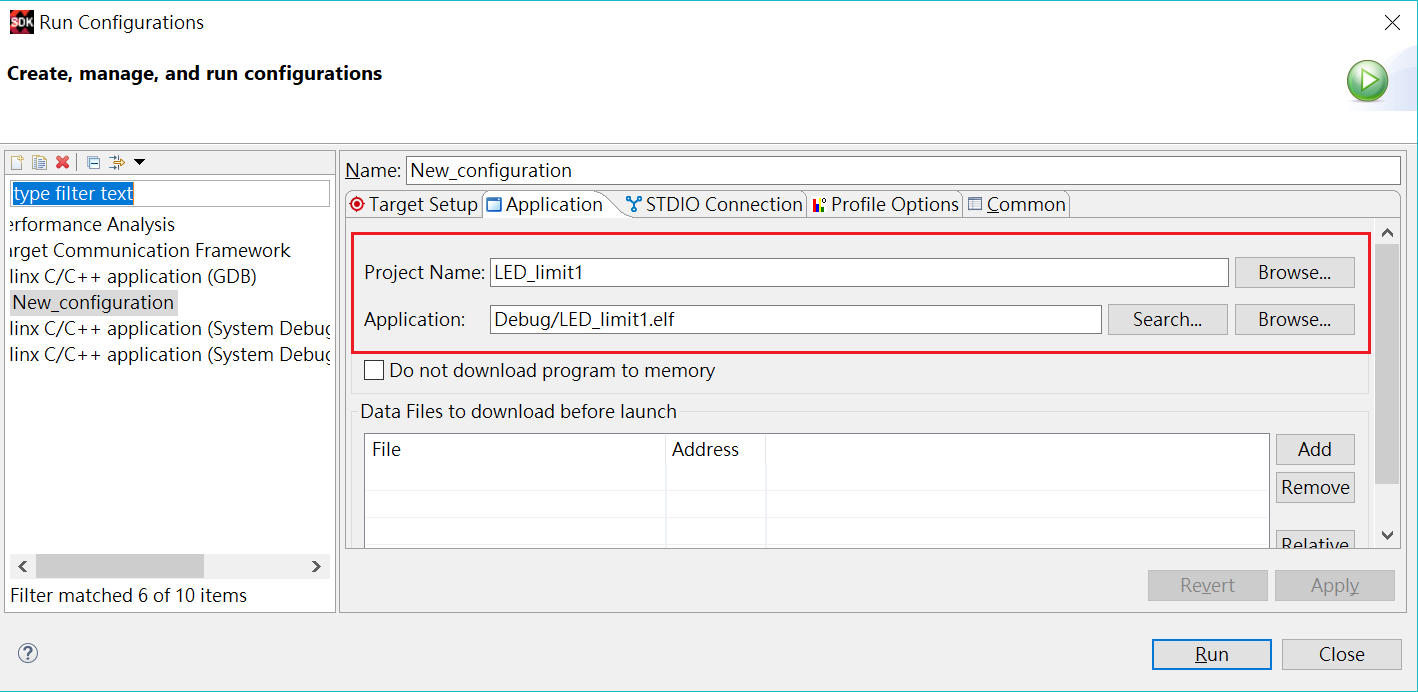 SDK Run Configurations
Create, manage, and run configurations
type filter text
erformance Analysis
arget Communication Framework
linx C/C++ application (GDB)
New_configuration
linx C/C++ application (System Debug
linx C/C++ application (System Debug
Filter matched 6 of 10 items
Name: New_configuration
Target Setup Application STDIO Connection Profile Options Common
Project Name: LED_limit1 Browse...
Application: Debug/LED_limit1.elf Search... Browse...
Do not download program to memory
Data Files to download before launch
File Address
Add
Remove
Relative
Revert Apply
? Run Close